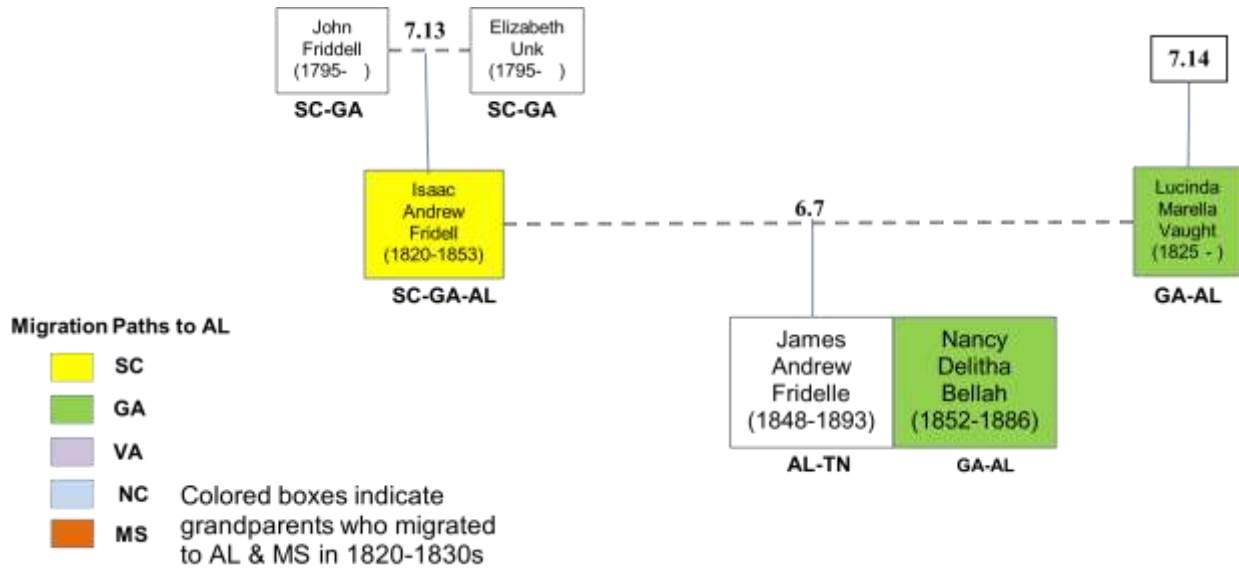 John
Friddell
(1795-   )
7.13
Elizabeth
Unk
(1795-   )
SC-GA
SC-GA
7.14
Isaac
Andrew
Fridell
(1820-1853)
SC-GA-AL
6.7
Lucinda
Marella
Vaught
(1825 - )
GA-AL
James
Andrew
Fridelle
(1848-1893)
AL-TN
Nancy
Delitha
Bellah
(1852-1886)
GA-AL
Migration Paths to AL
SC
GA
VA
NC
MS
Colored boxes indicate
grandparents who migrated
to AL & MS in 1820-1830s